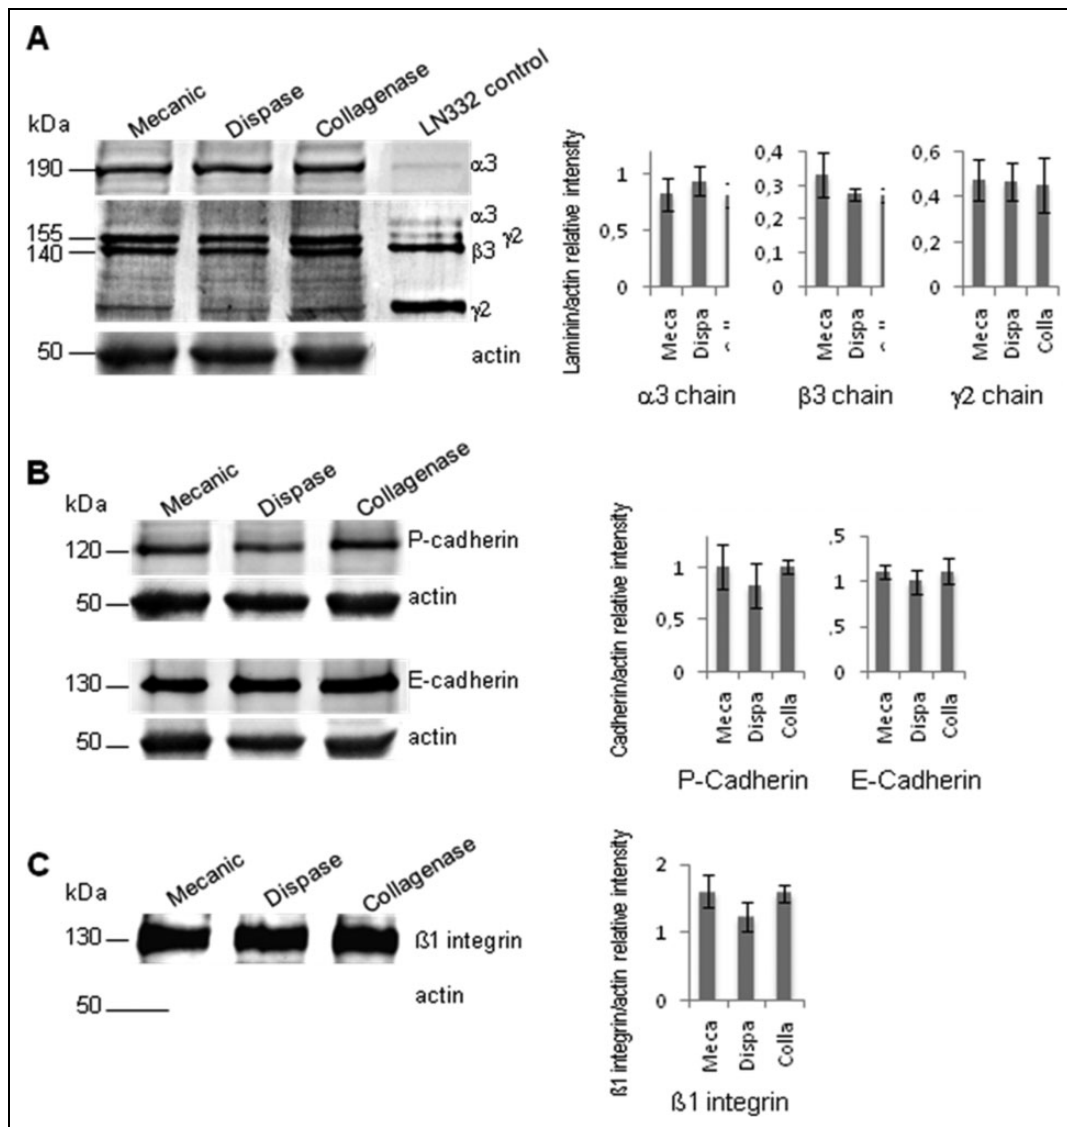 A
Mecanic Dispase Collagenase LN332 control
kDa
190 α3
α3
155 γ2
140 β3
γ2
50 actin
Laminin/actin relative intensity
1
0,5
0
Meca Dispa
α3 chain
0,4
0,3
0,2
0,1
0
Meca Dispa
β3 chain
0,6
0,4
0,2
0
Meca Dispa Colla
γ2 chain
B
Mecanic Dispase Collagenase
kDa
120 P-cadherin
50 actin
130 E-cadherin
50 actin
Cadherin/actin relative intensity
1
0,5
0
Meca Dispa Colla
P-Cadherin
,5
1
,5
0
Meca Dispa Colla
E-Cadherin
C
Mecanic Dispase Collagenase
kDa
130 ß1 integrin
50 actin
ß1 integrin/actin relative intensity
2
1
0
Meca Dispa Colla
ß1 integrin